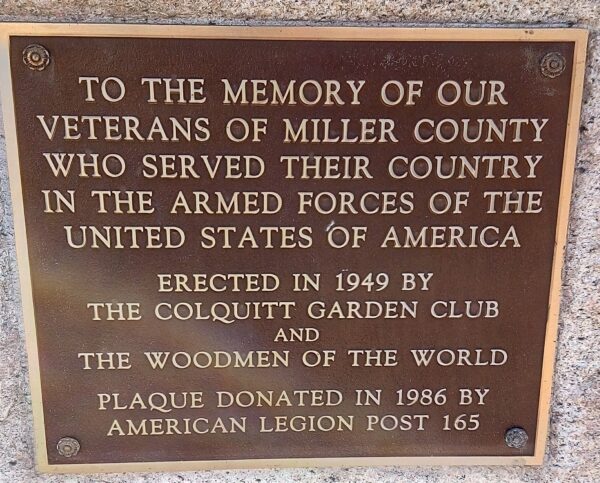 TO THE MEMORY OF OUR
VETERANS OF MILLER COUNTY
WHO SERVED THEIR COUNTRY
IN THE ARMED FORCES OF THE
UNITED STATES OF AMERICA
ERECTED IN 1949 BY
THE COLQUITT GARDEN CLUB
AND
THE WOODMEN OF THE WORLD
PLAQUE DONATED IN 1986 BY
AMERICAN LEGION POST 165